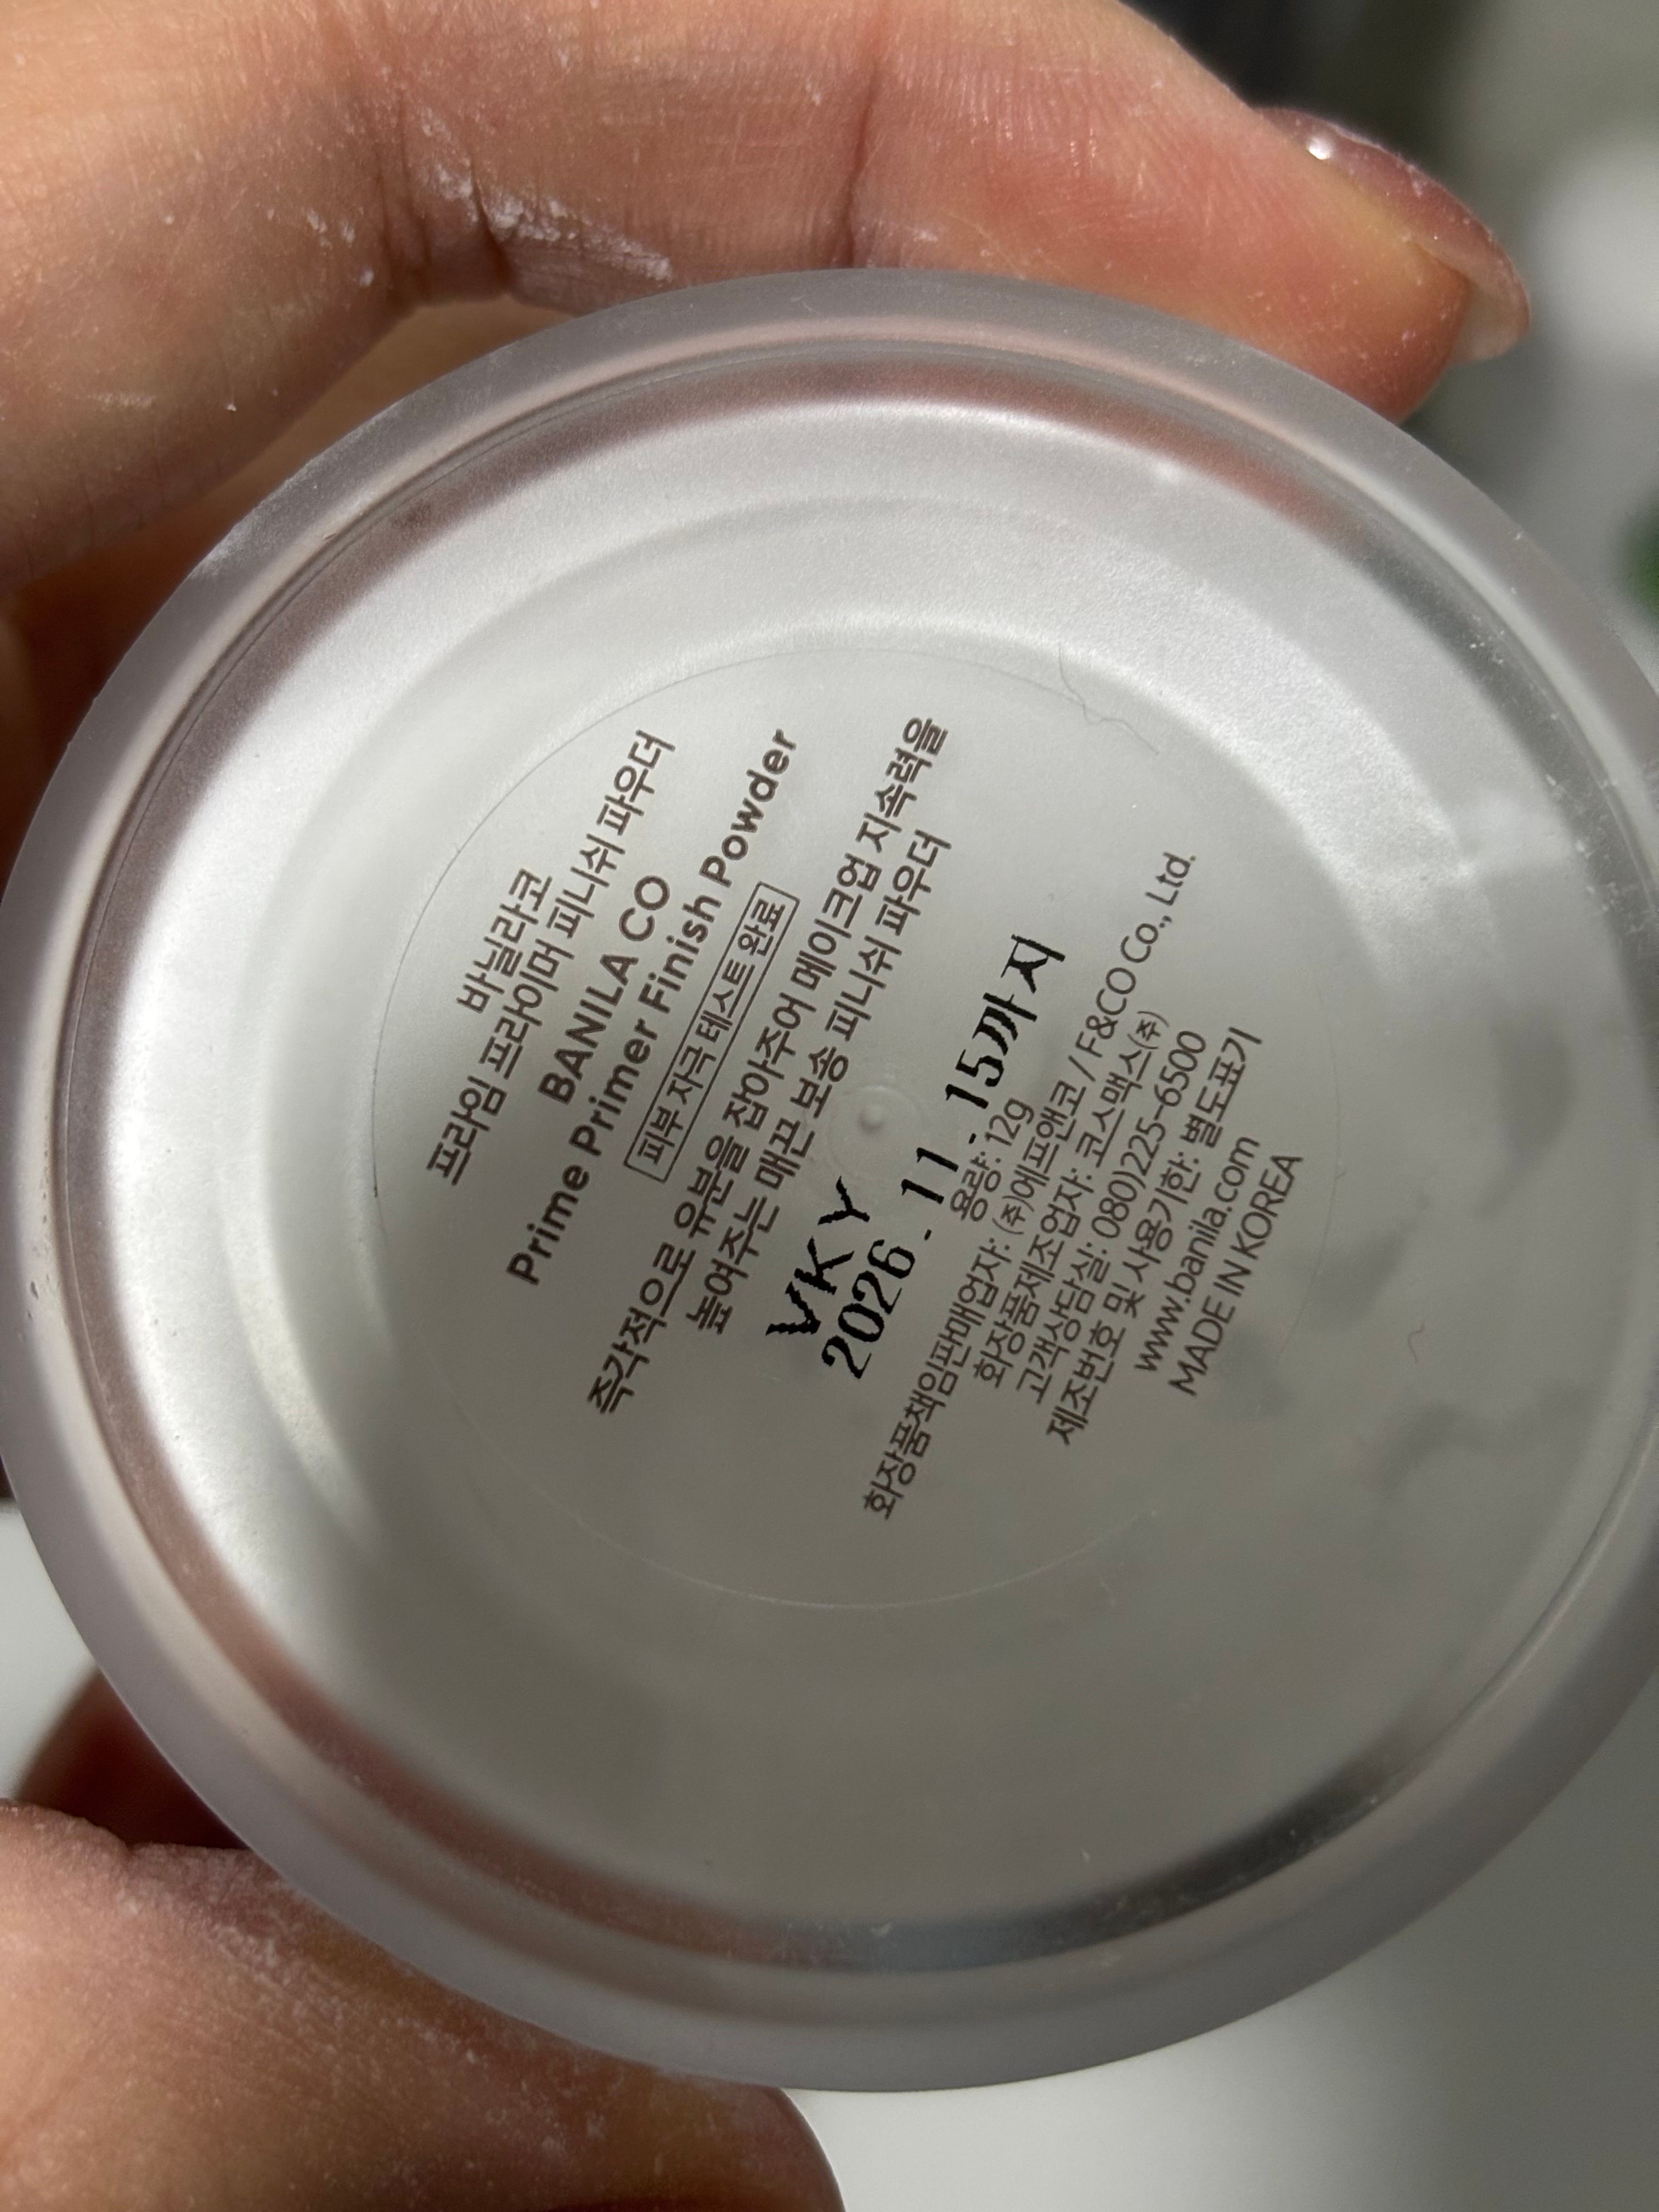 바닐라코
프라임 프라이머 피니쉬 파우더
BANILA CO
Prime Primer Finish Powder
피부 자극 테스트 완료
즉각적으로 유분을 잡아주어 메이크업 지속력을
높여주는 매끈 보송 피니쉬 파우더
VKY
2026.11.15까지
용량: 12g
화장품책임판매업자: (주)에프앤코 / F&CO Co., Ltd.
화장품제조업자: 코스맥스(주)
고객상담실: 080)225-6500
제조번호 및 사용기한: 별도표기
www.banila.com
MADE IN KOREA